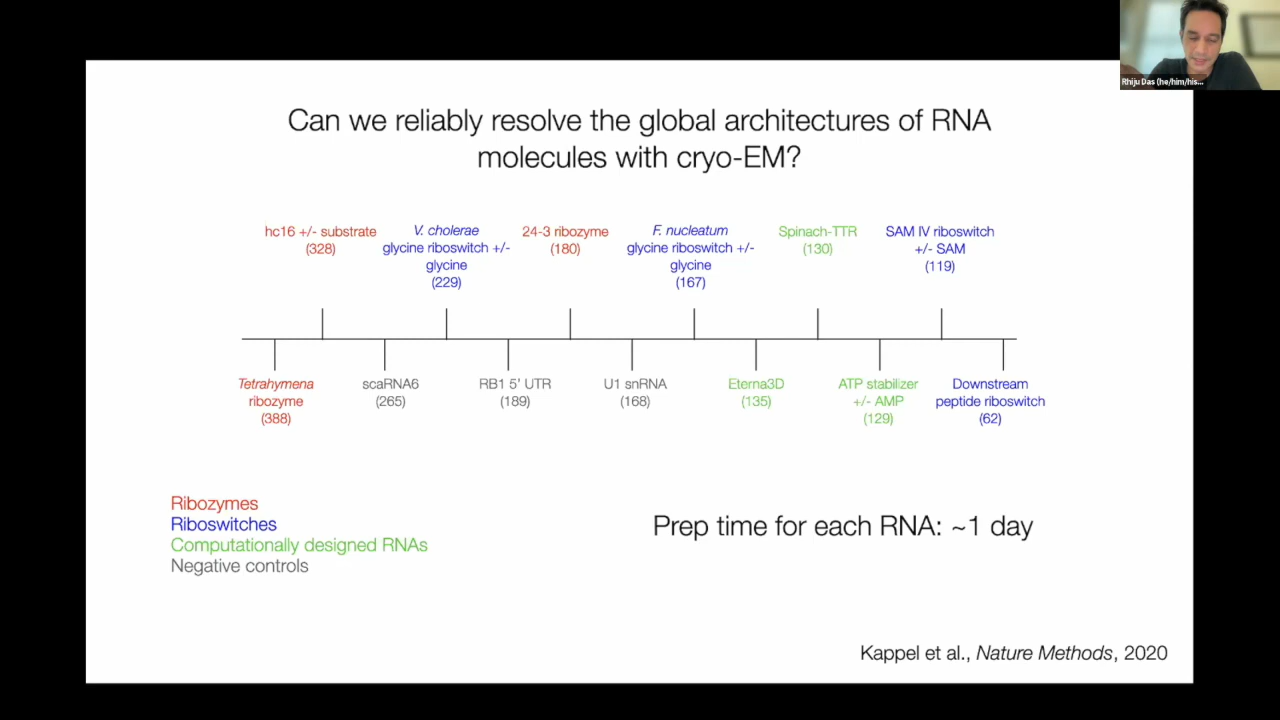 Rhiju Das (he/him/his...
Can we reliably resolve the global architectures of RNA
molecules with cryo-EM?
hc16 +/- substrate
(328)
V. cholerae
glycine riboswitch +/-
glycine
(229)
24-3 ribozyme
(180)
F. nucleatum
glycine riboswitch +/-
glycine
(167)
Spinach-TTR
(130)
SAM IV riboswitch
+/- SAM
(119)
Tetrahymena
ribozyme
(388)
scaRNA6
(265)
RB1 5' UTR
(189)
U1 snRNA
(168)
Eterna3D
(135)
ATP stabilizer
+/- AMP
(129)
Downstream
peptide riboswitch
(62)
Ribozymes
Riboswitches
Computationally designed RNAs
Negative controls
Prep time for each RNA: ~1 day
Kappel et al., Nature Methods, 2020